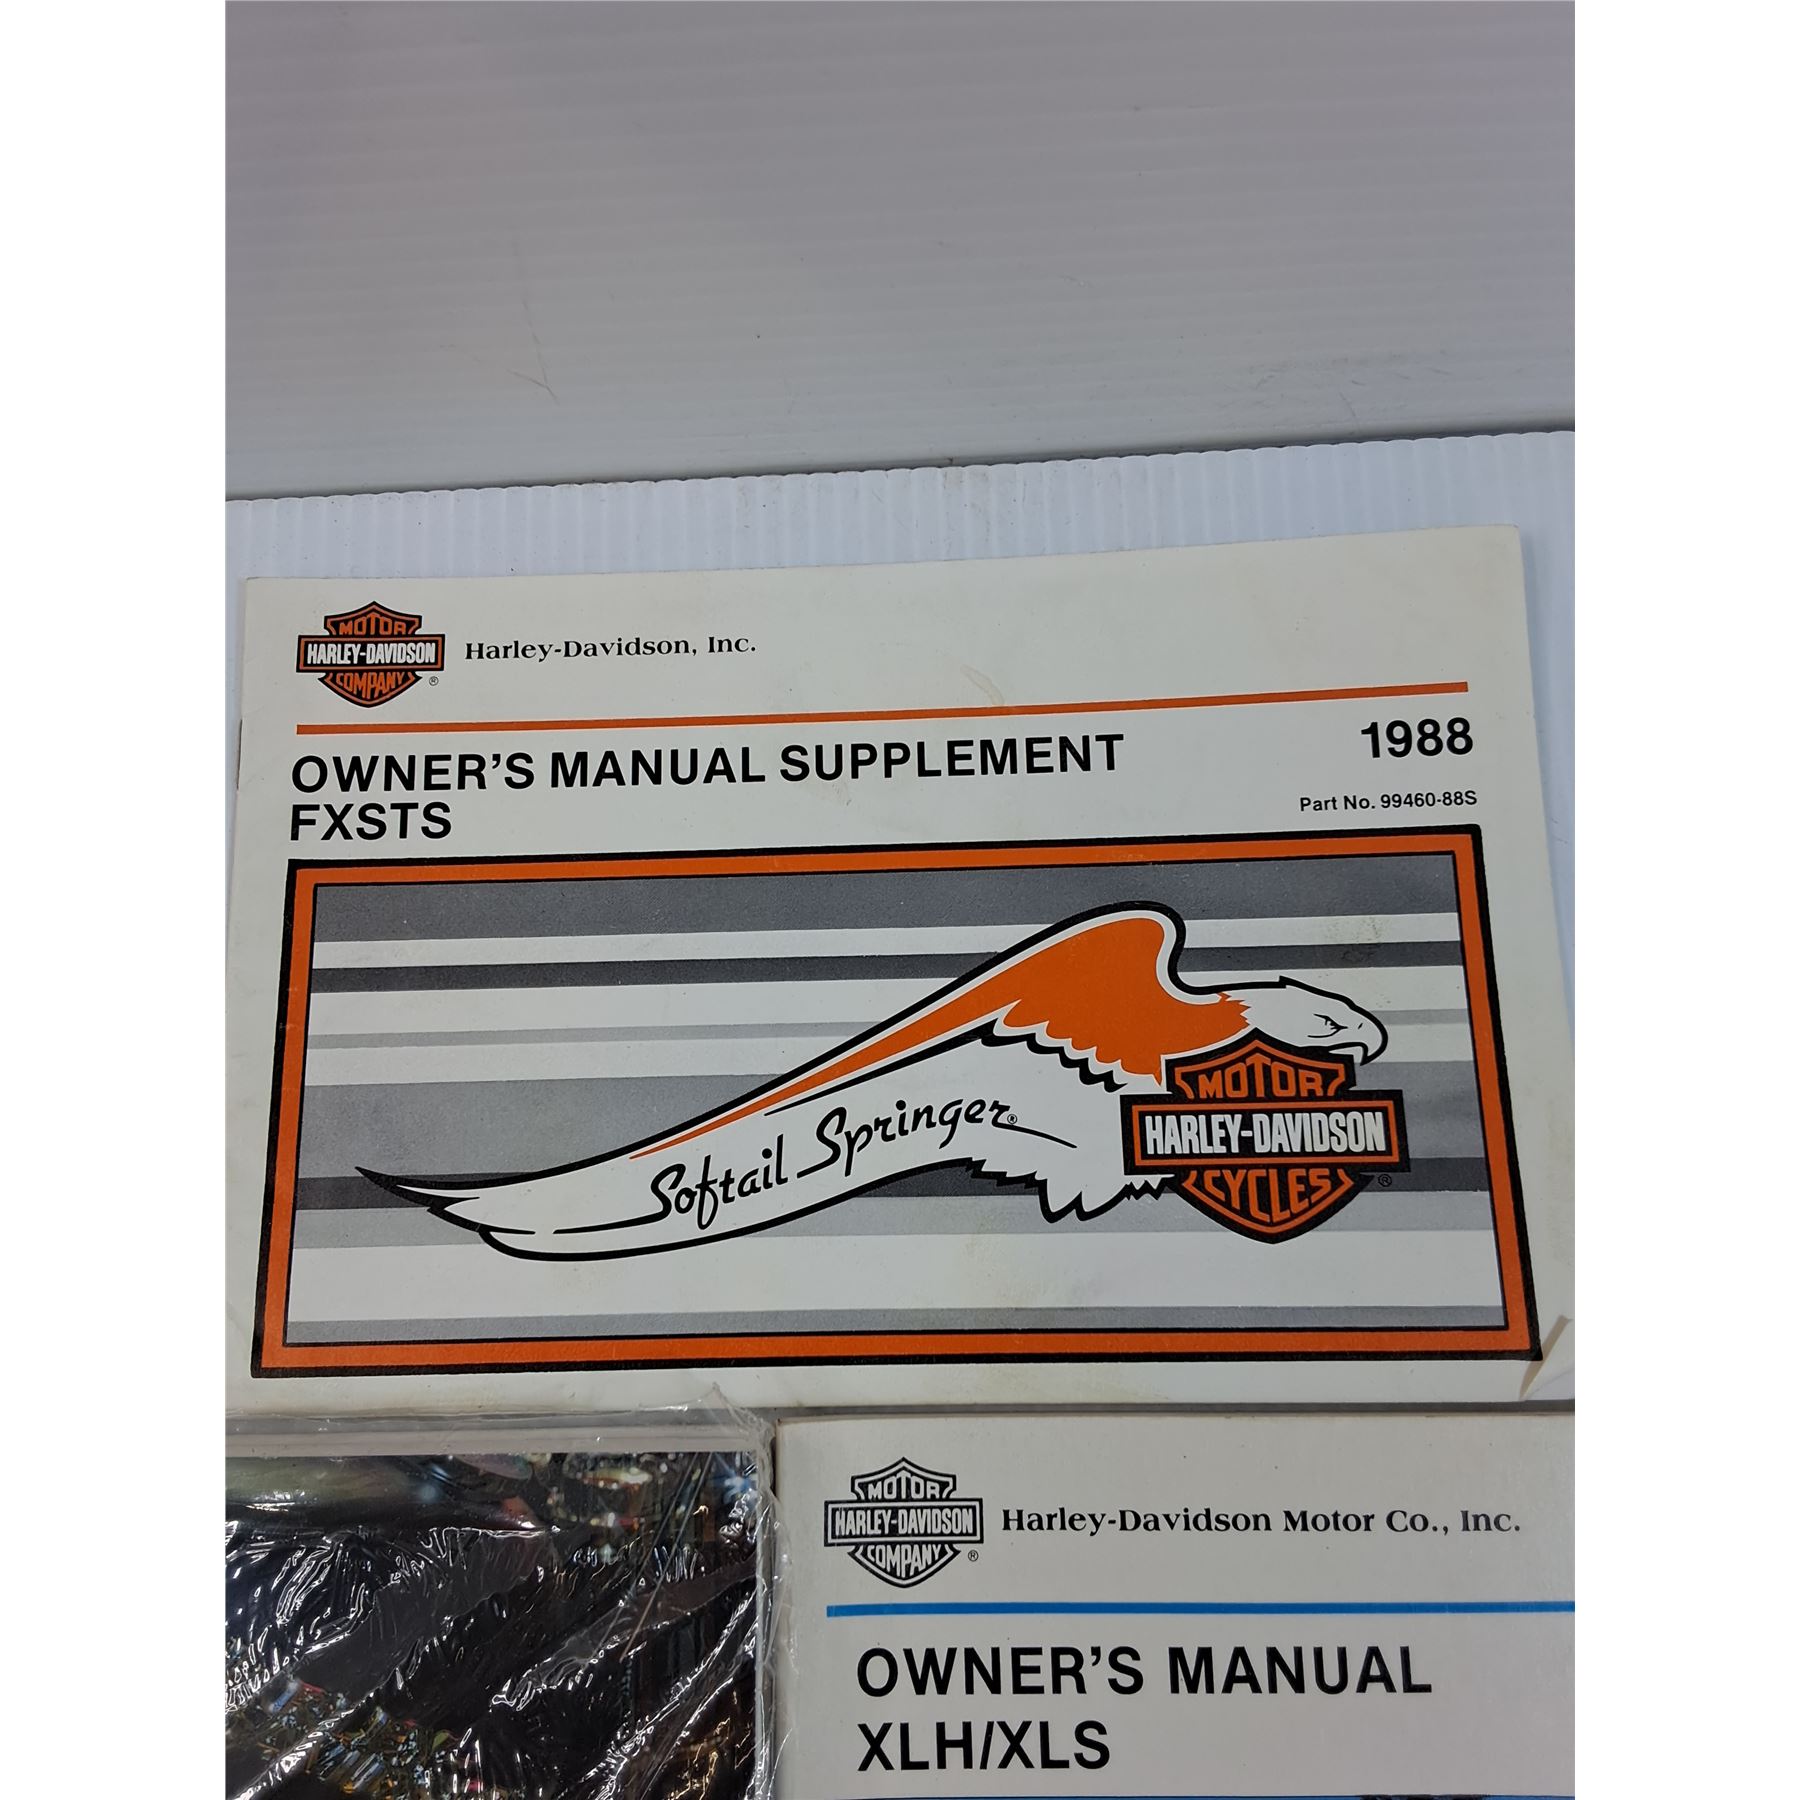 MOTOR
HARLEY-DAVIDSON
COMPANY
®
Harley-Davidson, Inc.
OWNER'S MANUAL SUPPLEMENT
FXSTS
1988
Part No. 99460-88S
Softail Springer®
MOTOR
HARLEY-DAVIDSON
CYCLES
®
MOTOR
HARLEY-DAVIDSON
COMPANY
®
Harley-Davidson Motor Co., Inc.
OWNER'S MANUAL
XLH/XLS